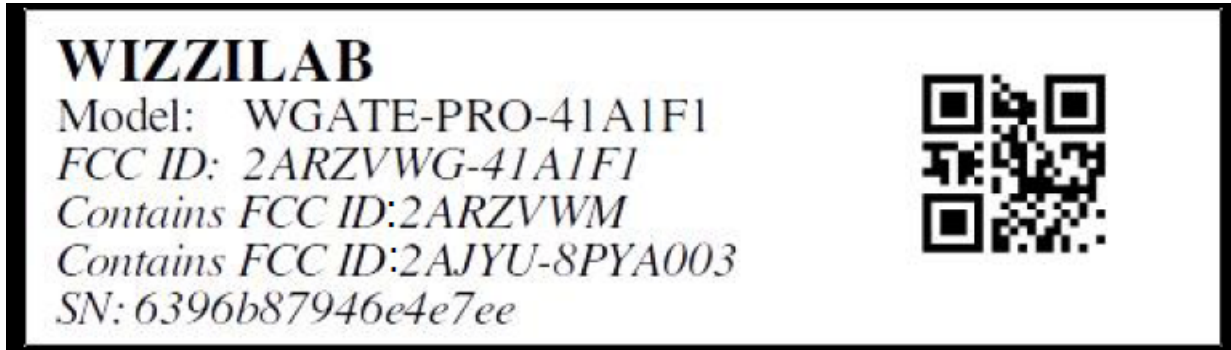 WIZZILAB
Model: WGATE-PRO-41A1F1
FCC ID: 2ARZVWG-41A1F1
Contains FCC ID:2ARZVWM
Contains FCC ID:2AJYU-8PYA003
SN: 6396b87946e4e7ee